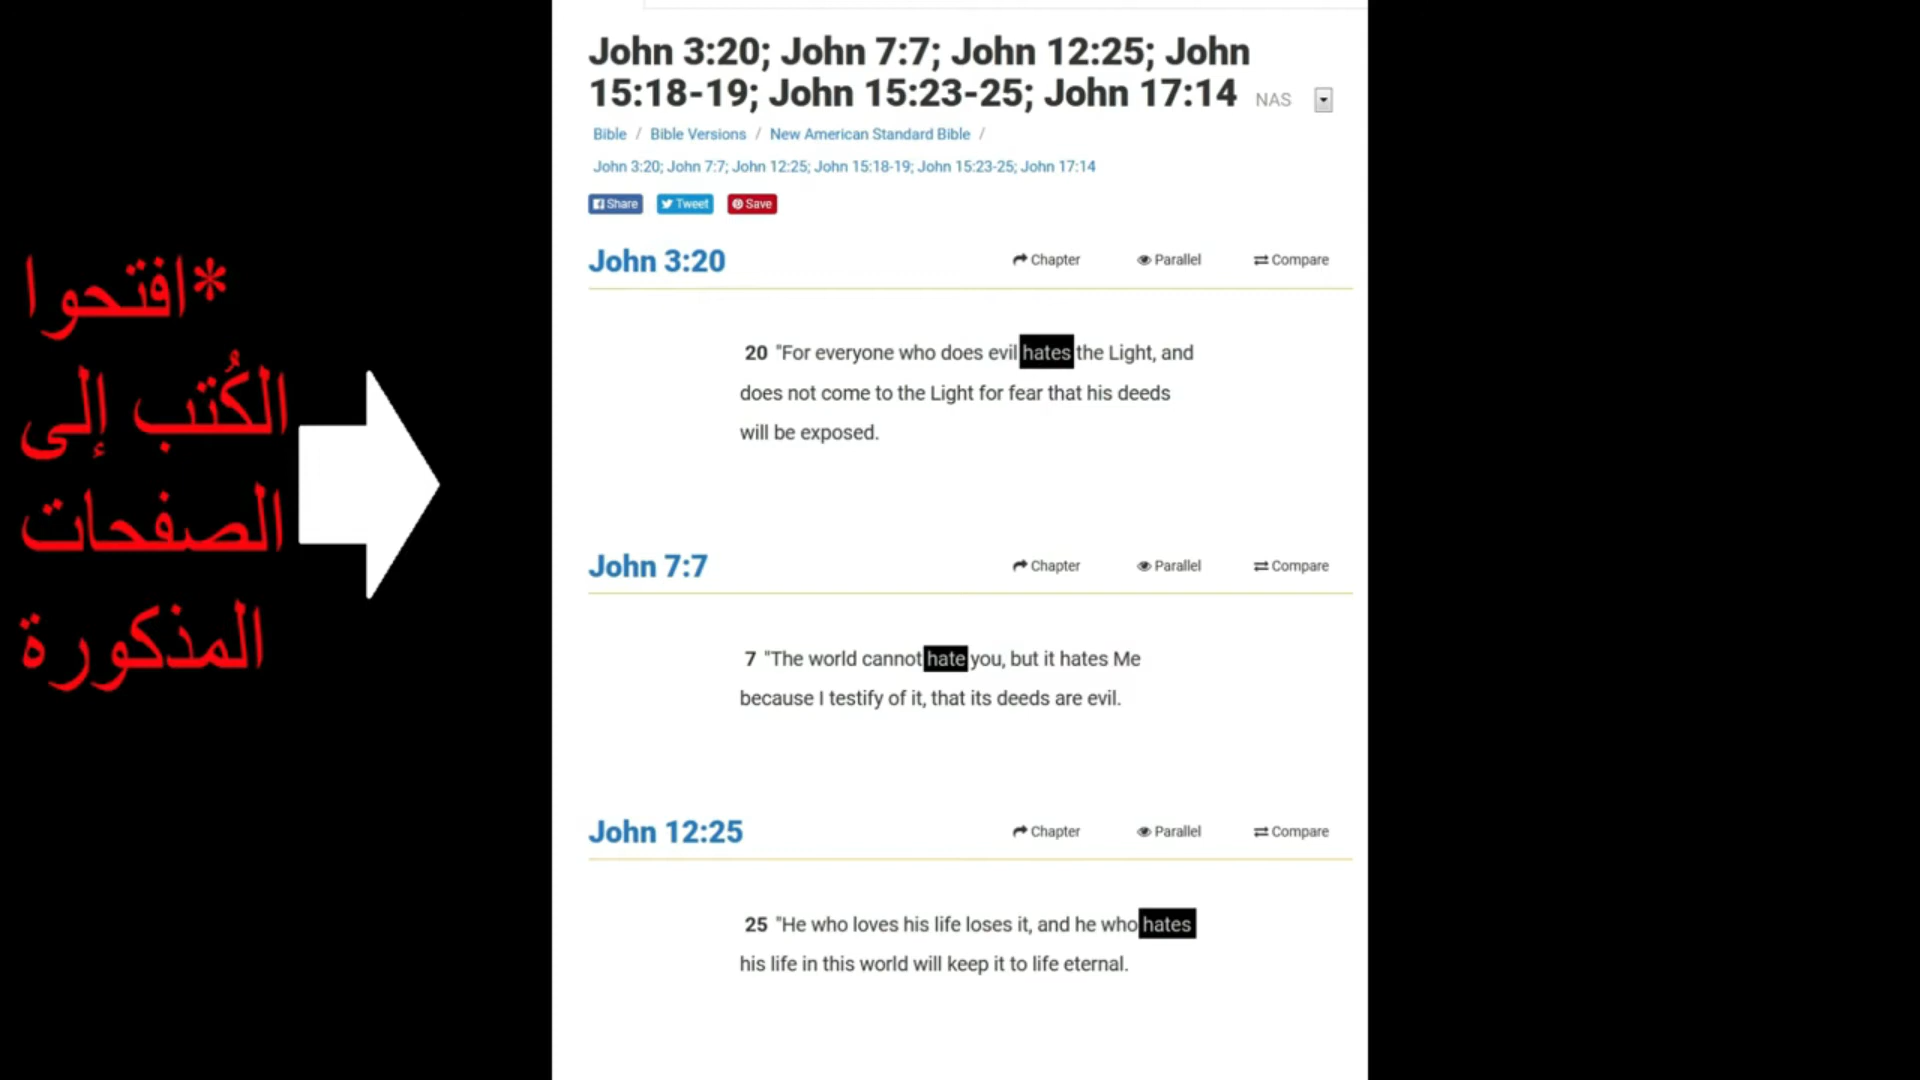 *افتحوا
الكُتب إلى
الصفحات
المذكورة
John 3:20; John 7:7; John 12:25; John
15:18-19; John 15:23-25; John 17:14 NAS
Bible / Bible Versions / New American Standard Bible /
John 3:20; John 7:7; John 12:25; John 15:18-19; John 15:23-25; John 17:14
Share Tweet Save
John 3:20 Chapter Parallel Compare
20 "For everyone who does evil hates the Light, and
does not come to the Light for fear that his deeds
will be exposed.
John 7:7 Chapter Parallel Compare
7 "The world cannot hate you, but it hates Me
because I testify of it, that its deeds are evil.
John 12:25 Chapter Parallel Compare
25 "He who loves his life loses it, and he who hates
his life in this world will keep it to life eternal.